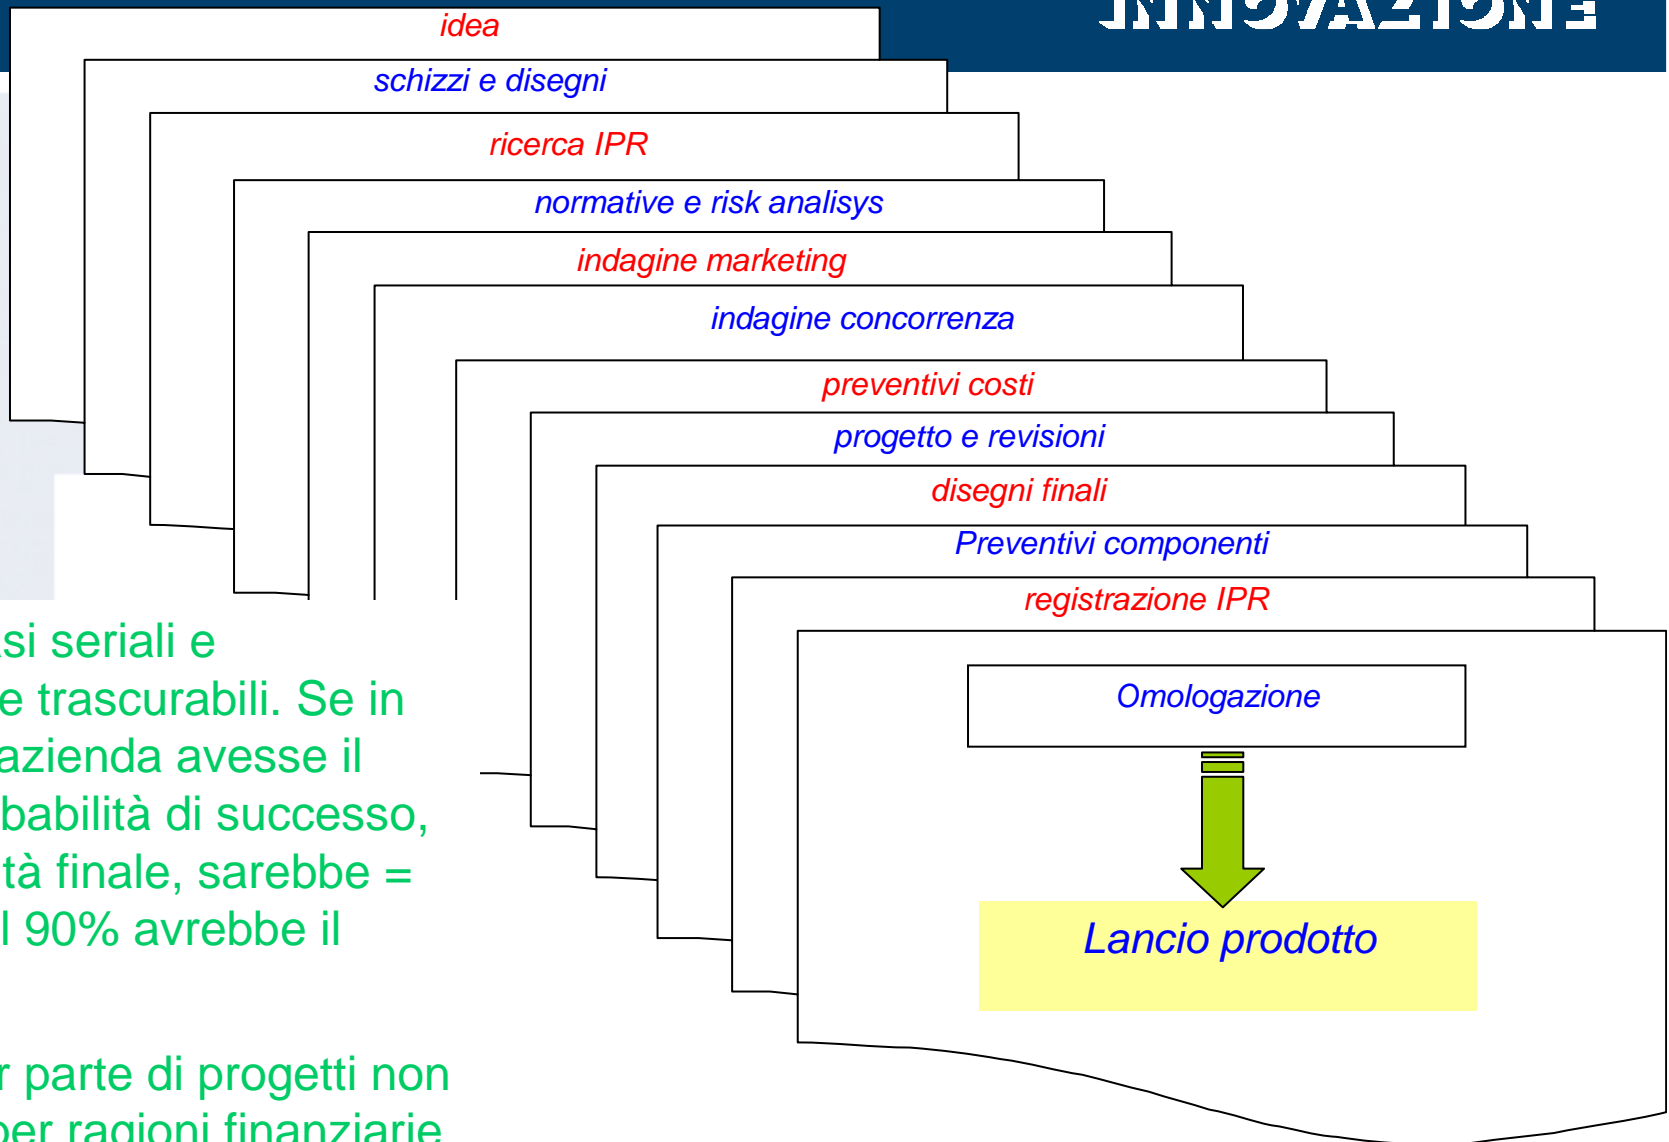 INNOVAZIONE
idea
schizzi e disegni
ricerca IPR
normative e risk analisys
indagine marketing
indagine concorrenza
preventivi costi
progetto e revisioni
disegni finali
Preventivi componenti
registrazione IPR
Omologazione
Lancio prodotto
si seriali e
e trascurabili. Se in
azienda avesse il
babilità di successo,
tà finale, sarebbe =
l 90% avrebbe il
r parte di progetti non
per ragioni finanziarie